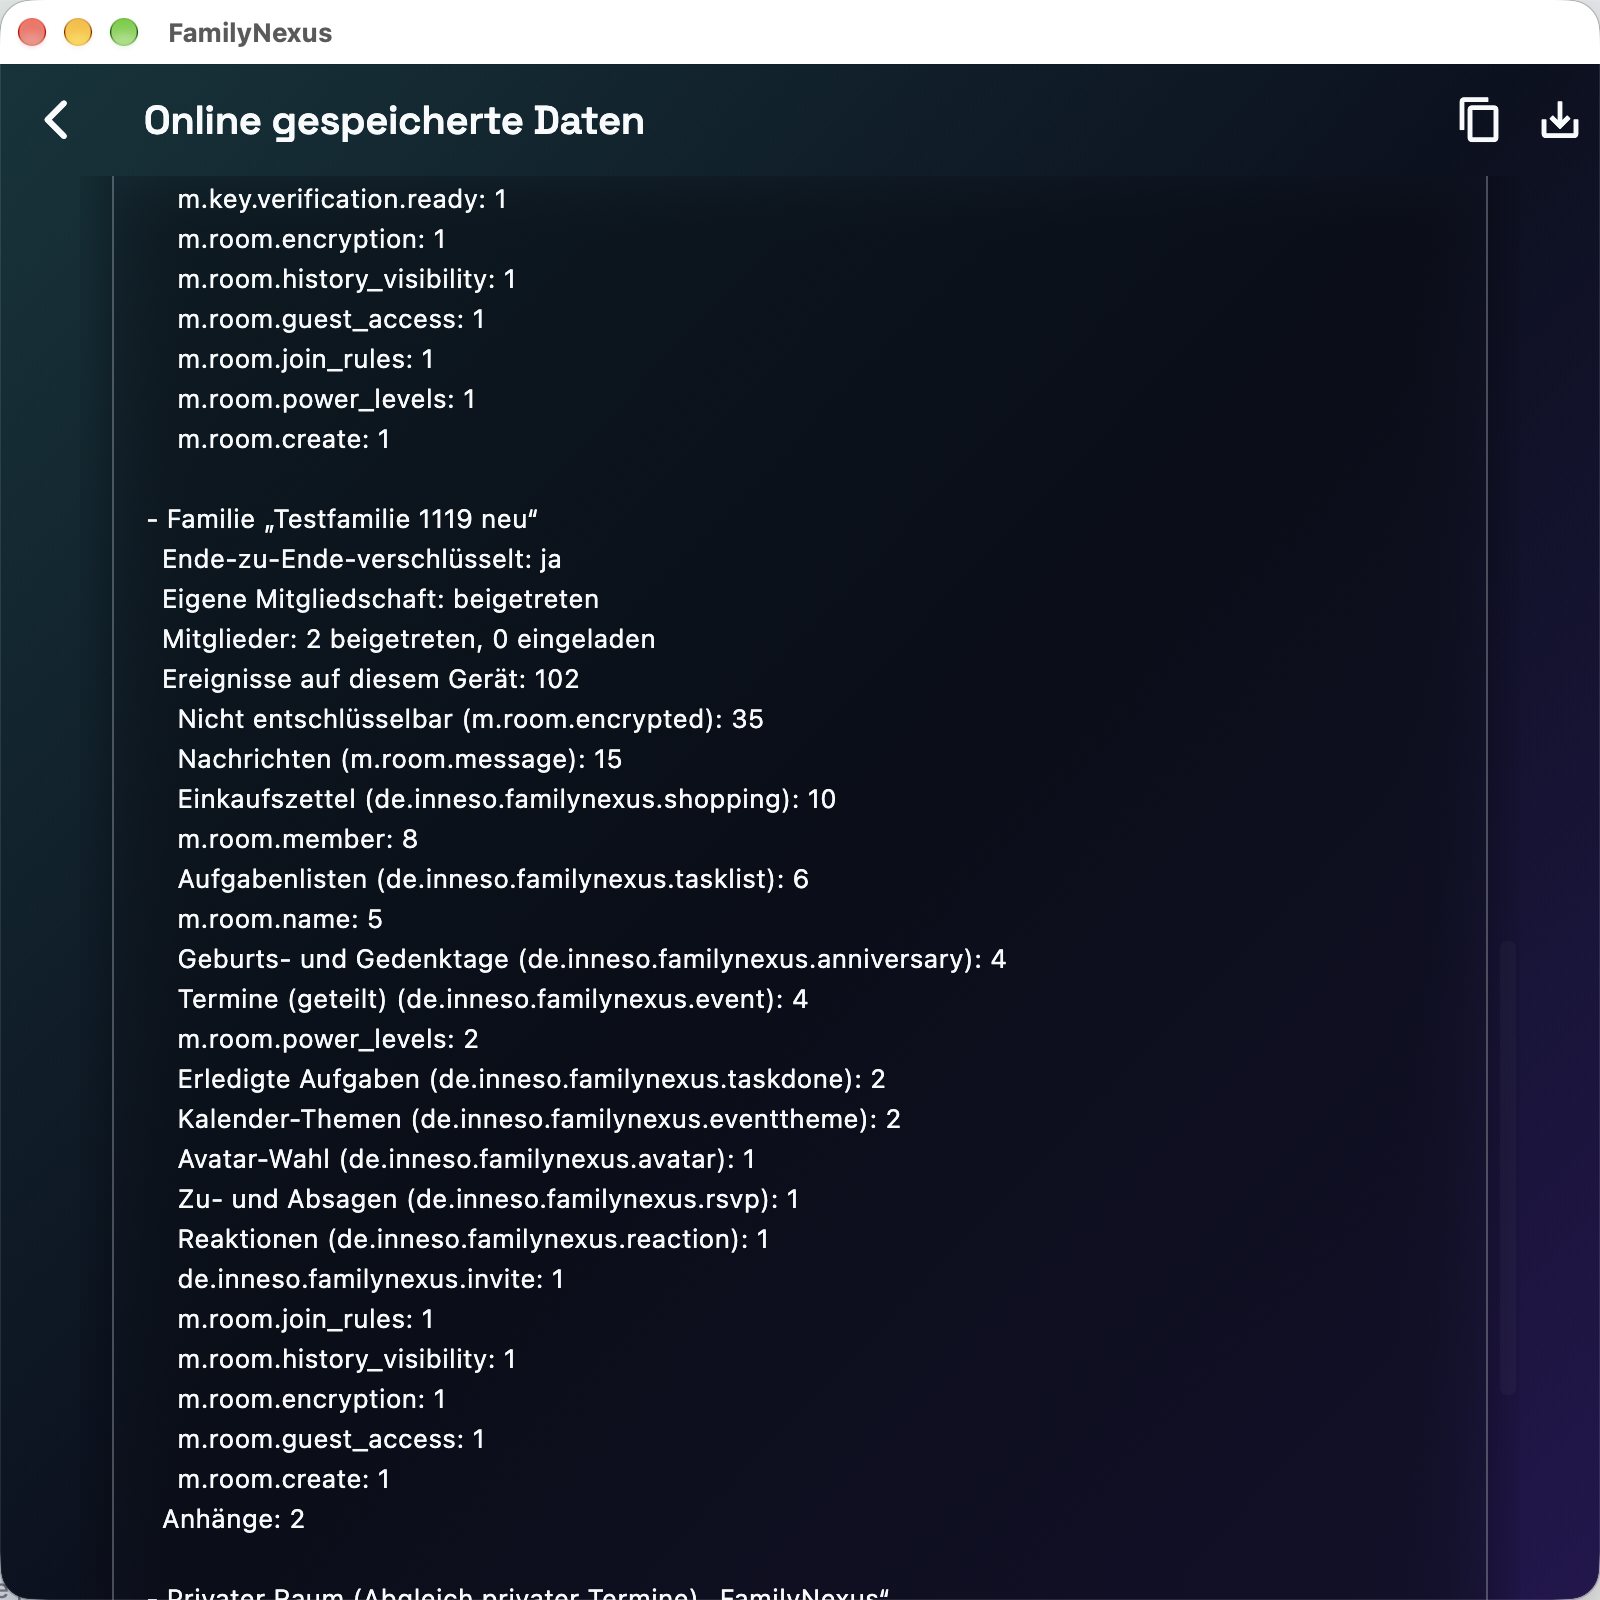 FamilyNexus
Online gespeicherte Daten
m.key.verification.ready: 1
m.room.encryption: 1
m.room.history_visibility: 1
m.room.guest_access: 1
m.room.join_rules: 1
m.room.power_levels: 1
m.room.create: 1
- Familie „Testfamilie 1119 neu“
Ende-zu-Ende-verschlüsselt: ja
Eigene Mitgliedschaft: beigetreten
Mitglieder: 2 beigetreten, 0 eingeladen
Ereignisse auf diesem Gerät: 102
Nicht entschlüsselbar (m.room.encrypted): 35
Nachrichten (m.room.message): 15
Einkaufszettel (de.inneso.familynexus.shopping): 10
m.room.member: 8
Aufgabenlisten (de.inneso.familynexus.tasklist): 6
m.room.name: 5
Geburts- und Gedenktage (de.inneso.familynexus.anniversary): 4
Termine (geteilt) (de.inneso.familynexus.event): 4
m.room.power_levels: 2
Erledigte Aufgaben (de.inneso.familynexus.taskdone): 2
Kalender-Themen (de.inneso.familynexus.eventtheme): 2
Avatar-Wahl (de.inneso.familynexus.avatar): 1
Zu- und Absagen (de.inneso.familynexus.rsvp): 1
Reaktionen (de.inneso.familynexus.reaction): 1
de.inneso.familynexus.invite: 1
m.room.join_rules: 1
m.room.history_visibility: 1
m.room.encryption: 1
m.room.guest_access: 1
m.room.create: 1
Anhänge: 2
- Privater Raum (Abgleich privater Termine) „FamilyNexus“